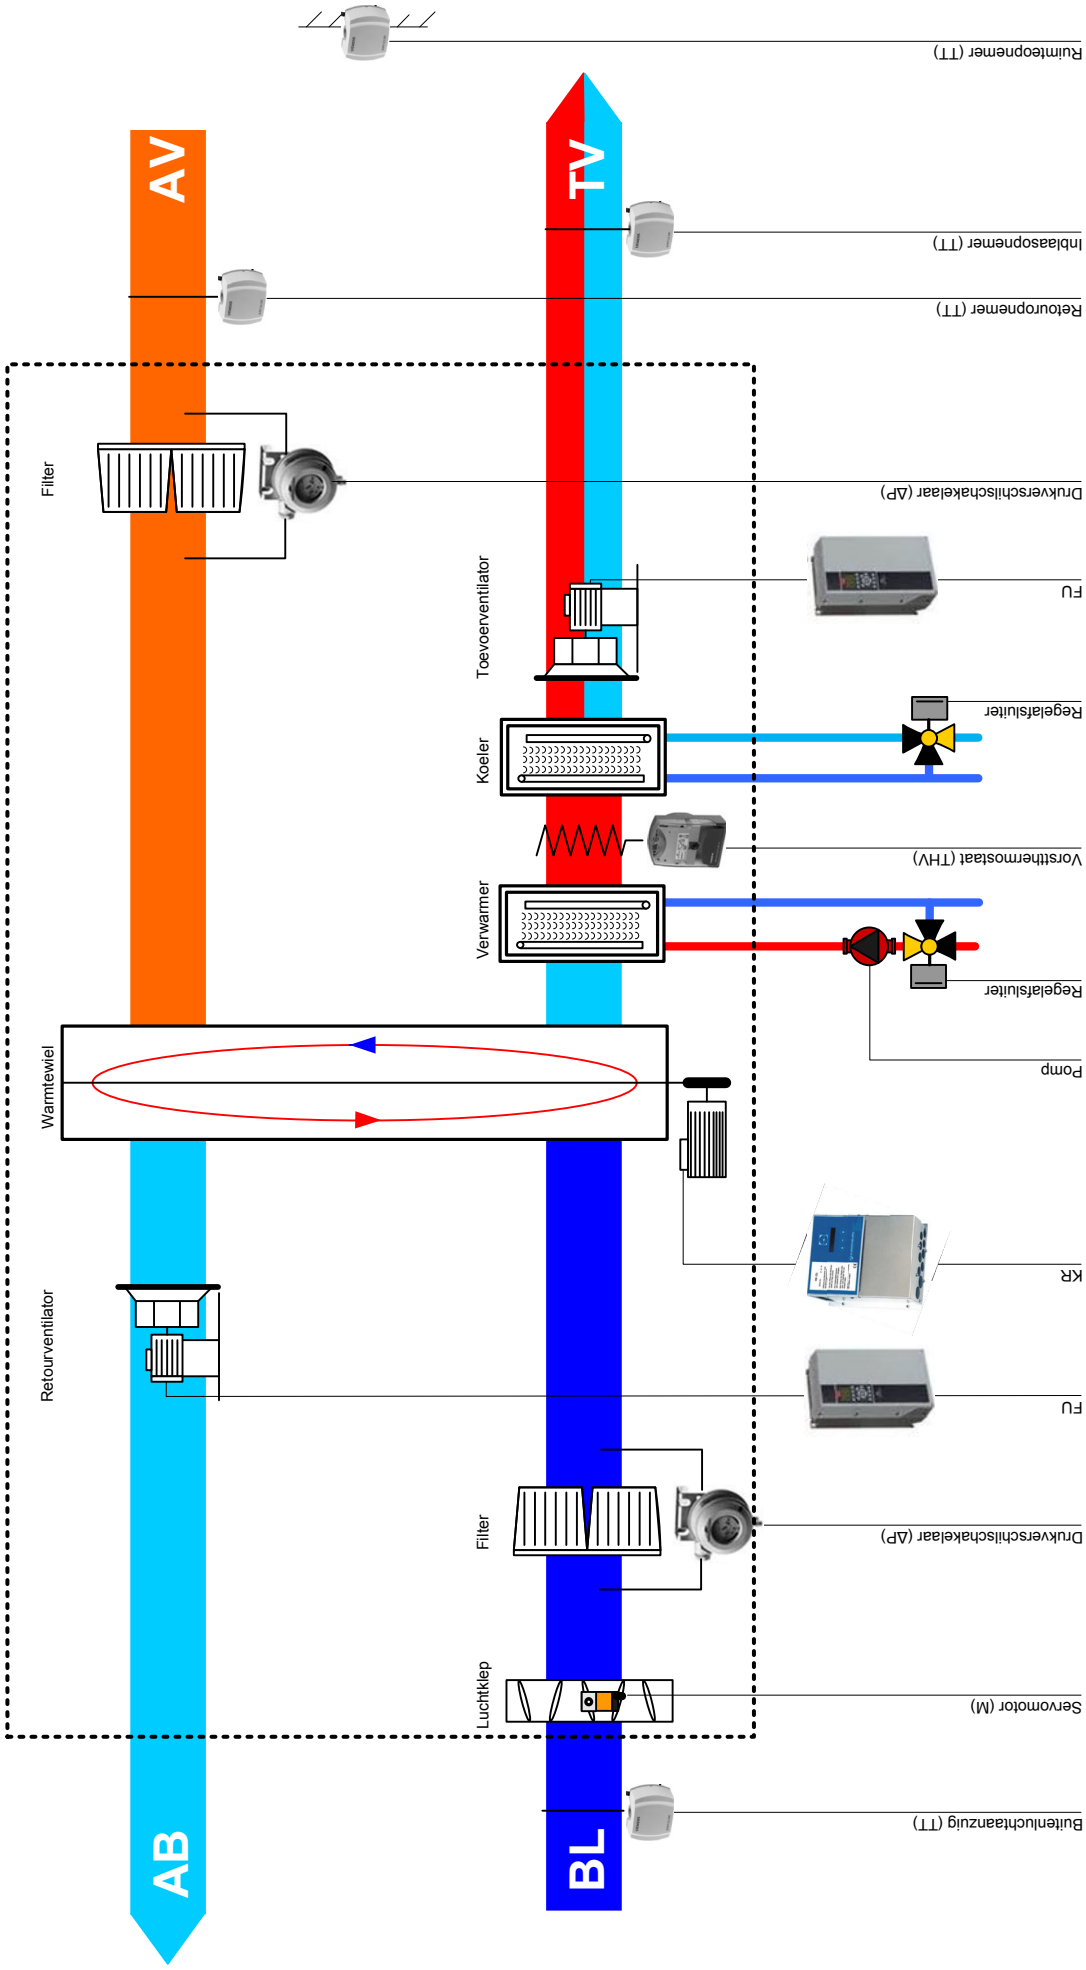 Ruimteopnemer (TT)
AV
TV
Inblaasopnemer (TT)
Retouropnemer (TT)
Filter
Drukverschilschakelaar (ΔP)
Toevoerventilator
FU
Koeler
Regelafsluiter
Vorstthermostaat (THV)
Verwarmer
Regelafsluiter
Pomp
Warmtewiel
KR
Retourventilator
FU
Filter
Drukverschilschakelaar (ΔP)
Luchtklep
Servomotor (M)
Buitenluchtaanzuig (TT)
AB
BL